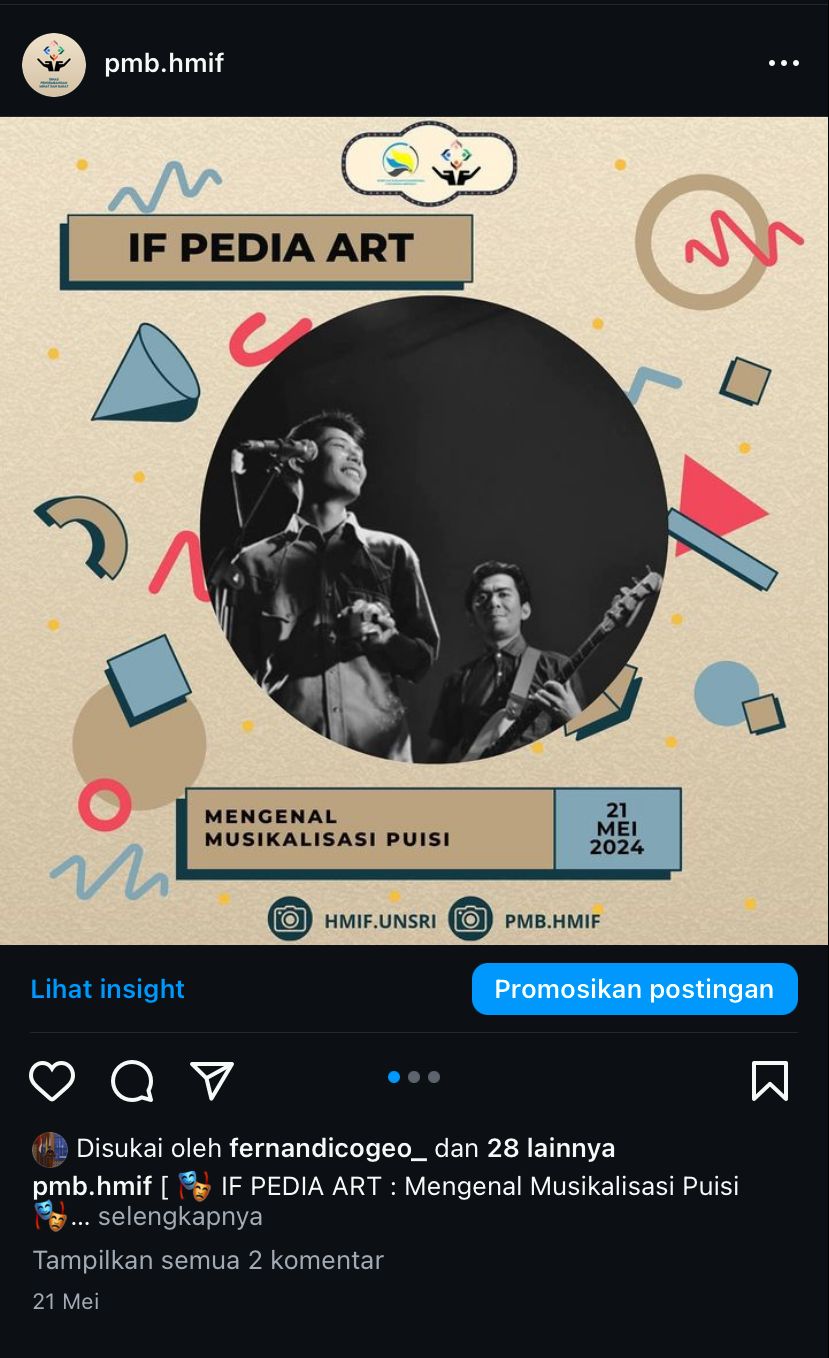 pmb.hmif
IF PEDIA ART
MENGENAL
MUSIKALISASI PUISI
21
MEI
2024
HMIF.UNSRI
PMB.HMIF
Lihat insight
Promosikan postingan
Disukai oleh fernandicogeo_ dan 28 lainnya
pmb.hmif [ 🎭 IF PEDIA ART : Mengenal Musikalisasi Puisi
🎭... selengkapnya
Tampilkan semua 2 komentar
21 Mei